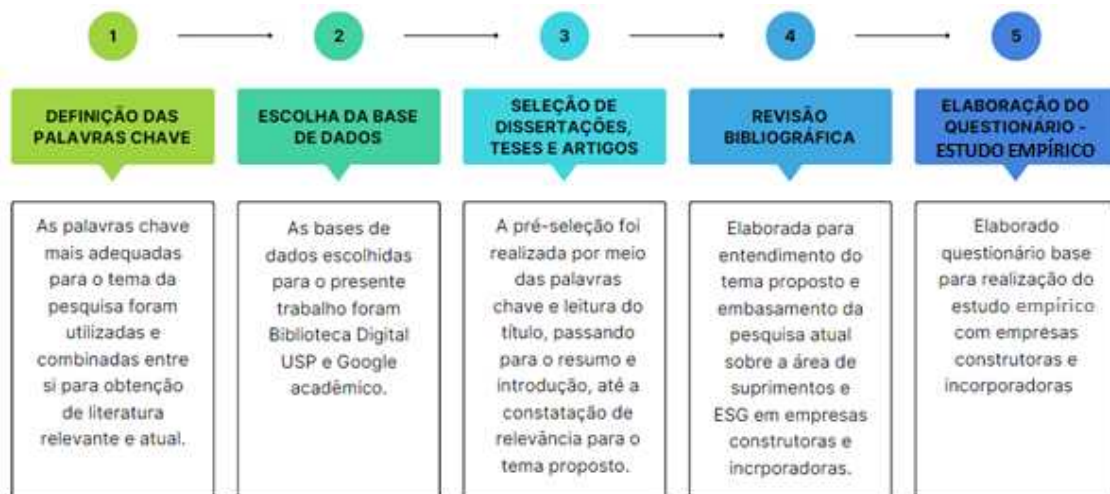 1
2
3
4
5
DEFINIÇÃO DAS
PALAVRAS CHAVE
ESCOLHA DA BASE
DE DADOS
SELEÇÃO DE
DISSERTAÇÕES,
TESES E ARTIGOS
REVISÃO
BIBLIOGRÁFICA
ELABORAÇÃO DO
QUESTIONÁRIO -
ESTUDO EMPÍRICO
As palavras chave
mais adequadas
para o tema da
pesquisa foram
utilizadas e
combinadas entre
si para obtenção
de literatura
relevante e atual.
As bases de
dados escolhidas
para o presente
trabalho foram
Biblioteca Digital
USP e Google
acadêmico.
A pré-seleção foi
realizada por meio
das palavras
chave e leitura do
título, passando
para o resumo e
introdução, até a
constatação de
relevância para o
tema proposto.
Elaborada para
entendimento do
tema proposto e
embasamento da
pesquisa atual
sobre a área de
suprimentos e
ESG em empresas
construtoras e
incrporadoras.
Elaborado
questionário base
para realização do
estudo empírico
com empresas
construtoras e
incorporadoras